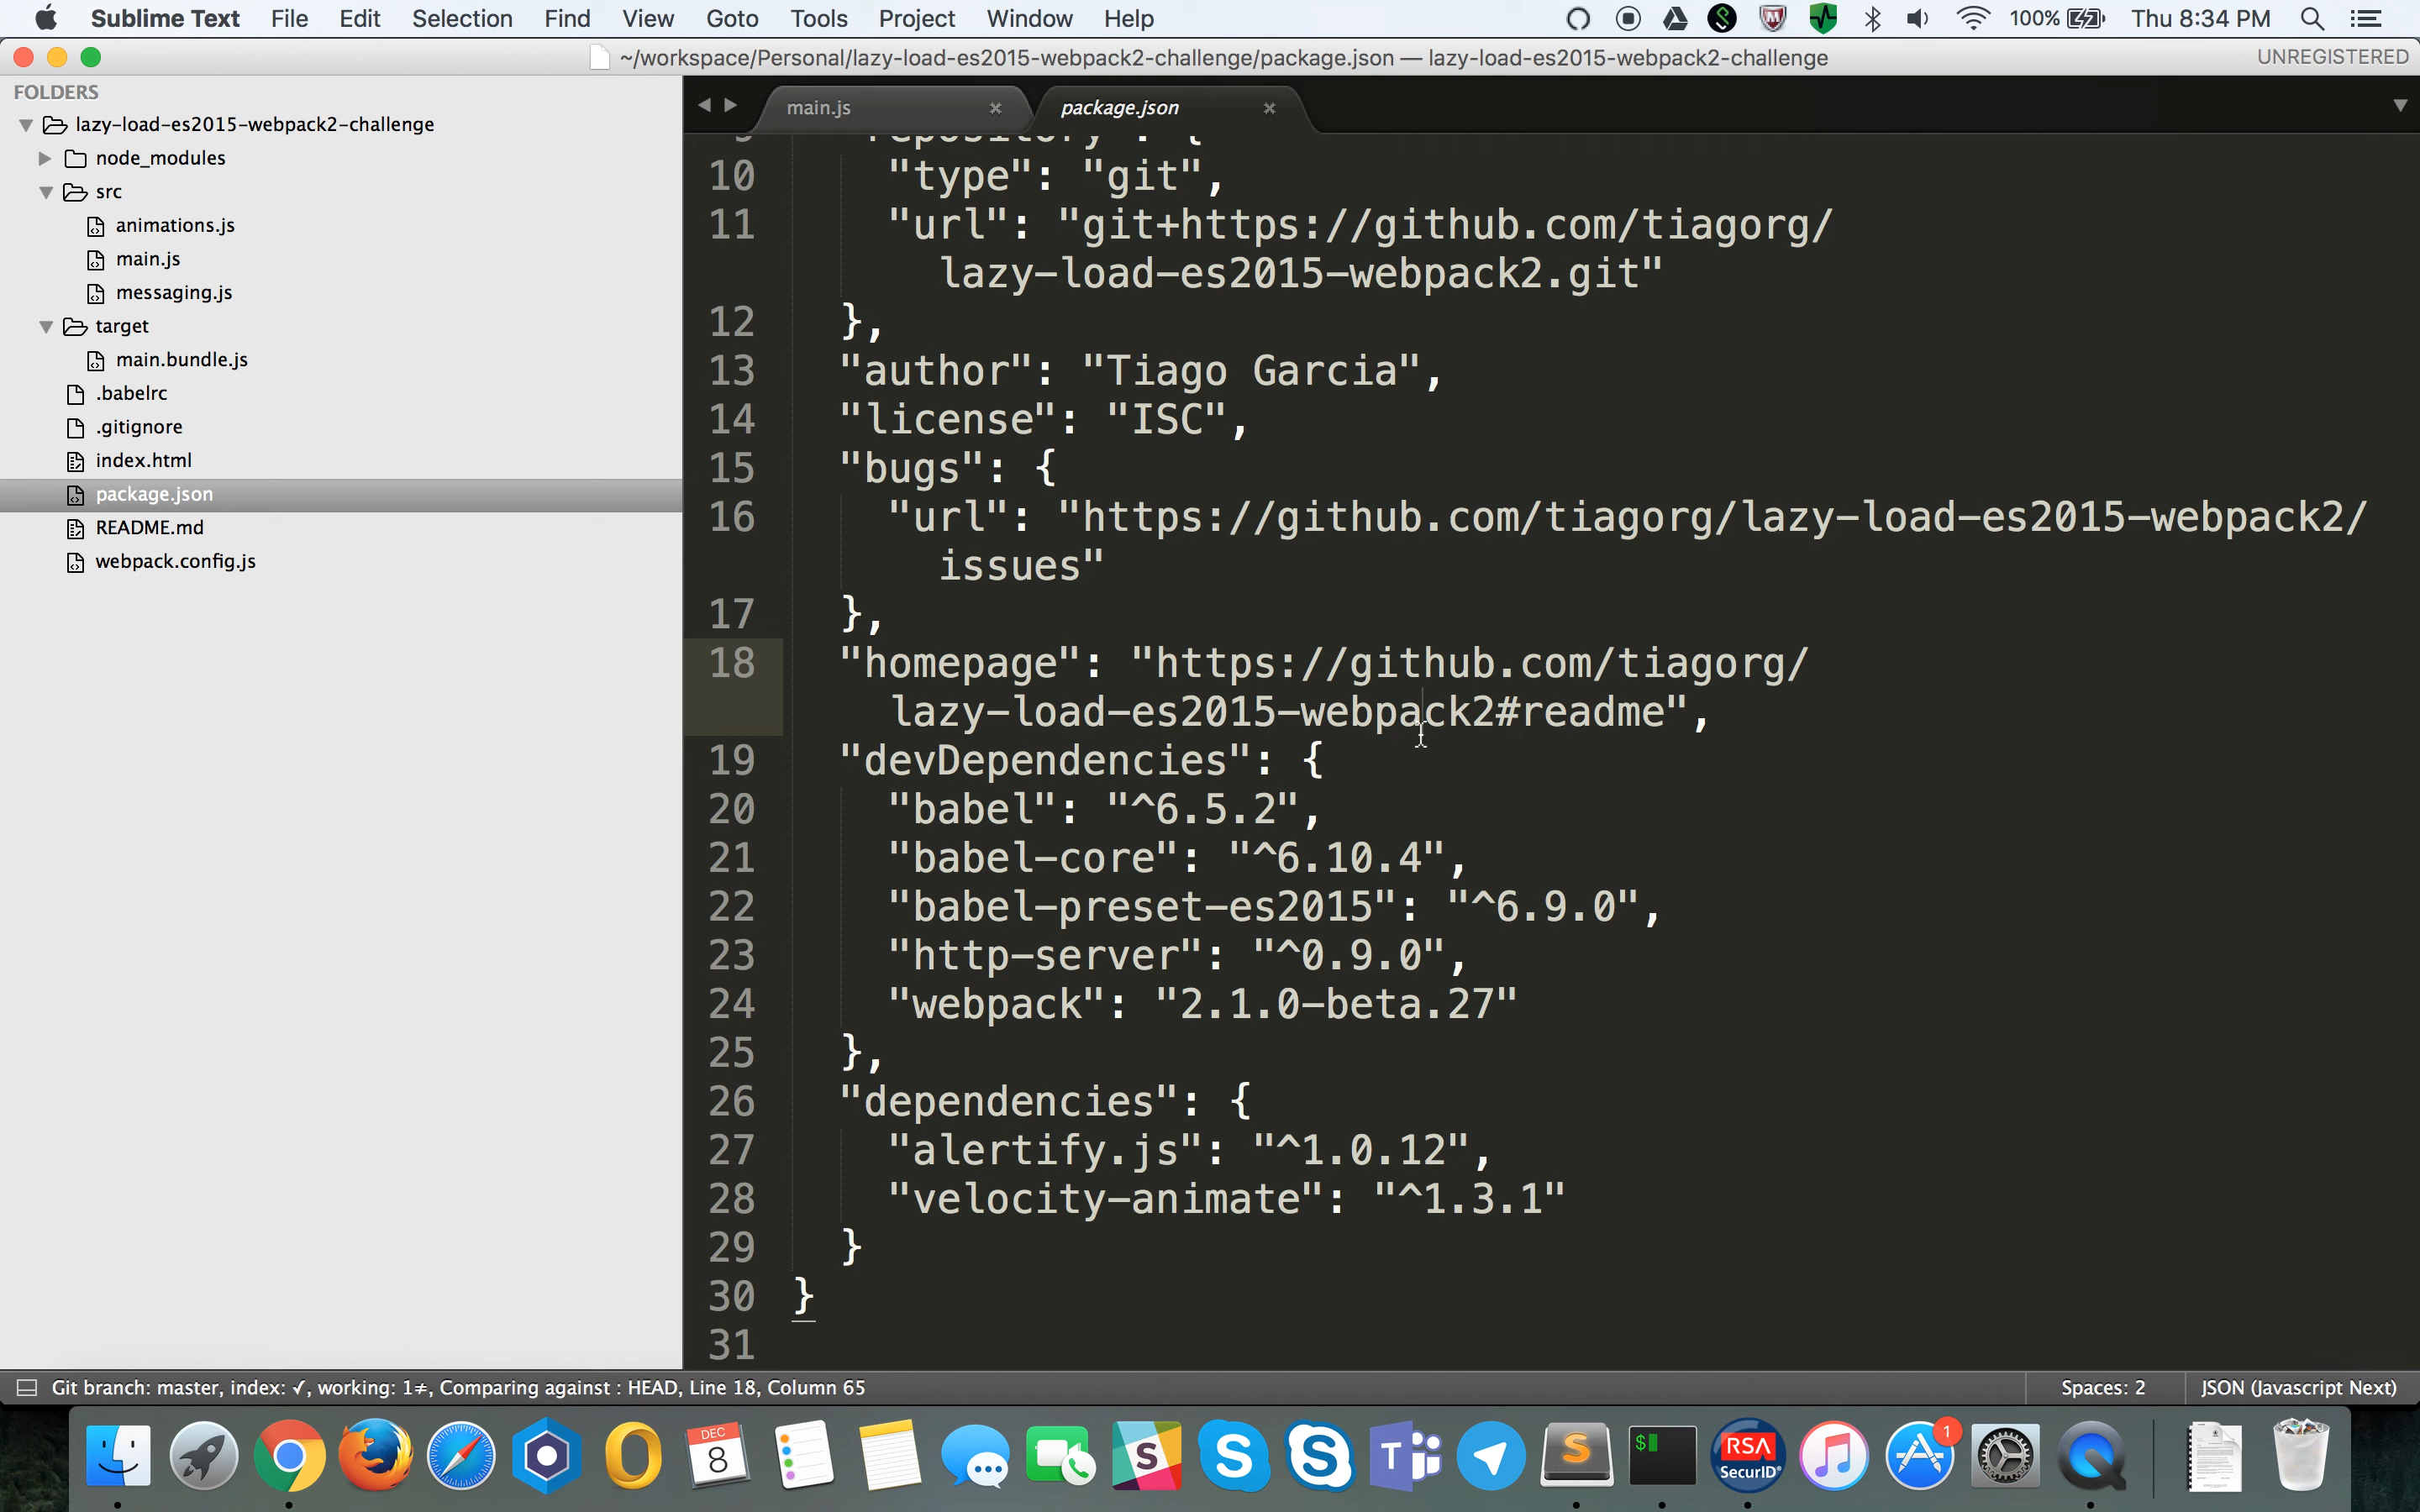 Sublime Text File Edit Selection Find View Goto Tools Project Window Help 100% Thu 8:34 PM
~/workspace/Personal/lazy-load-es2015-webpack2-challenge/package.json — lazy-load-es2015-webpack2-challenge UNREGISTERED
FOLDERS
lazy-load-es2015-webpack2-challenge
node_modules
src
animations.js
main.js
messaging.js
target
main.bundle.js
.babelrc
.gitignore
index.html
package.json
README.md
webpack.config.js
main.js package.json
9 "repository": {
10 "type": "git",
11 "url": "git+https://github.com/tiagorg/
lazy-load-es2015-webpack2.git"
12 },
13 "author": "Tiago Garcia",
14 "license": "ISC",
15 "bugs": {
16 "url": "https://github.com/tiagorg/lazy-load-es2015-webpack2/
issues"
17 },
18 "homepage": "https://github.com/tiagorg/
lazy-load-es2015-webpack2#readme",
19 "devDependencies": {
20 "babel": "^6.5.2",
21 "babel-core": "^6.10.4",
22 "babel-preset-es2015": "^6.9.0",
23 "http-server": "^0.9.0",
24 "webpack": "2.1.0-beta.27"
25 },
26 "dependencies": {
27 "alertify.js": "^1.0.12",
28 "velocity-animate": "^1.3.1"
29 }
30 }
31
Git branch: master, index: ✓, working: 1≠, Comparing against : HEAD, Line 18, Column 65 Spaces: 2 JSON (Javascript Next)
DEC
8
RSA
SecurID
1